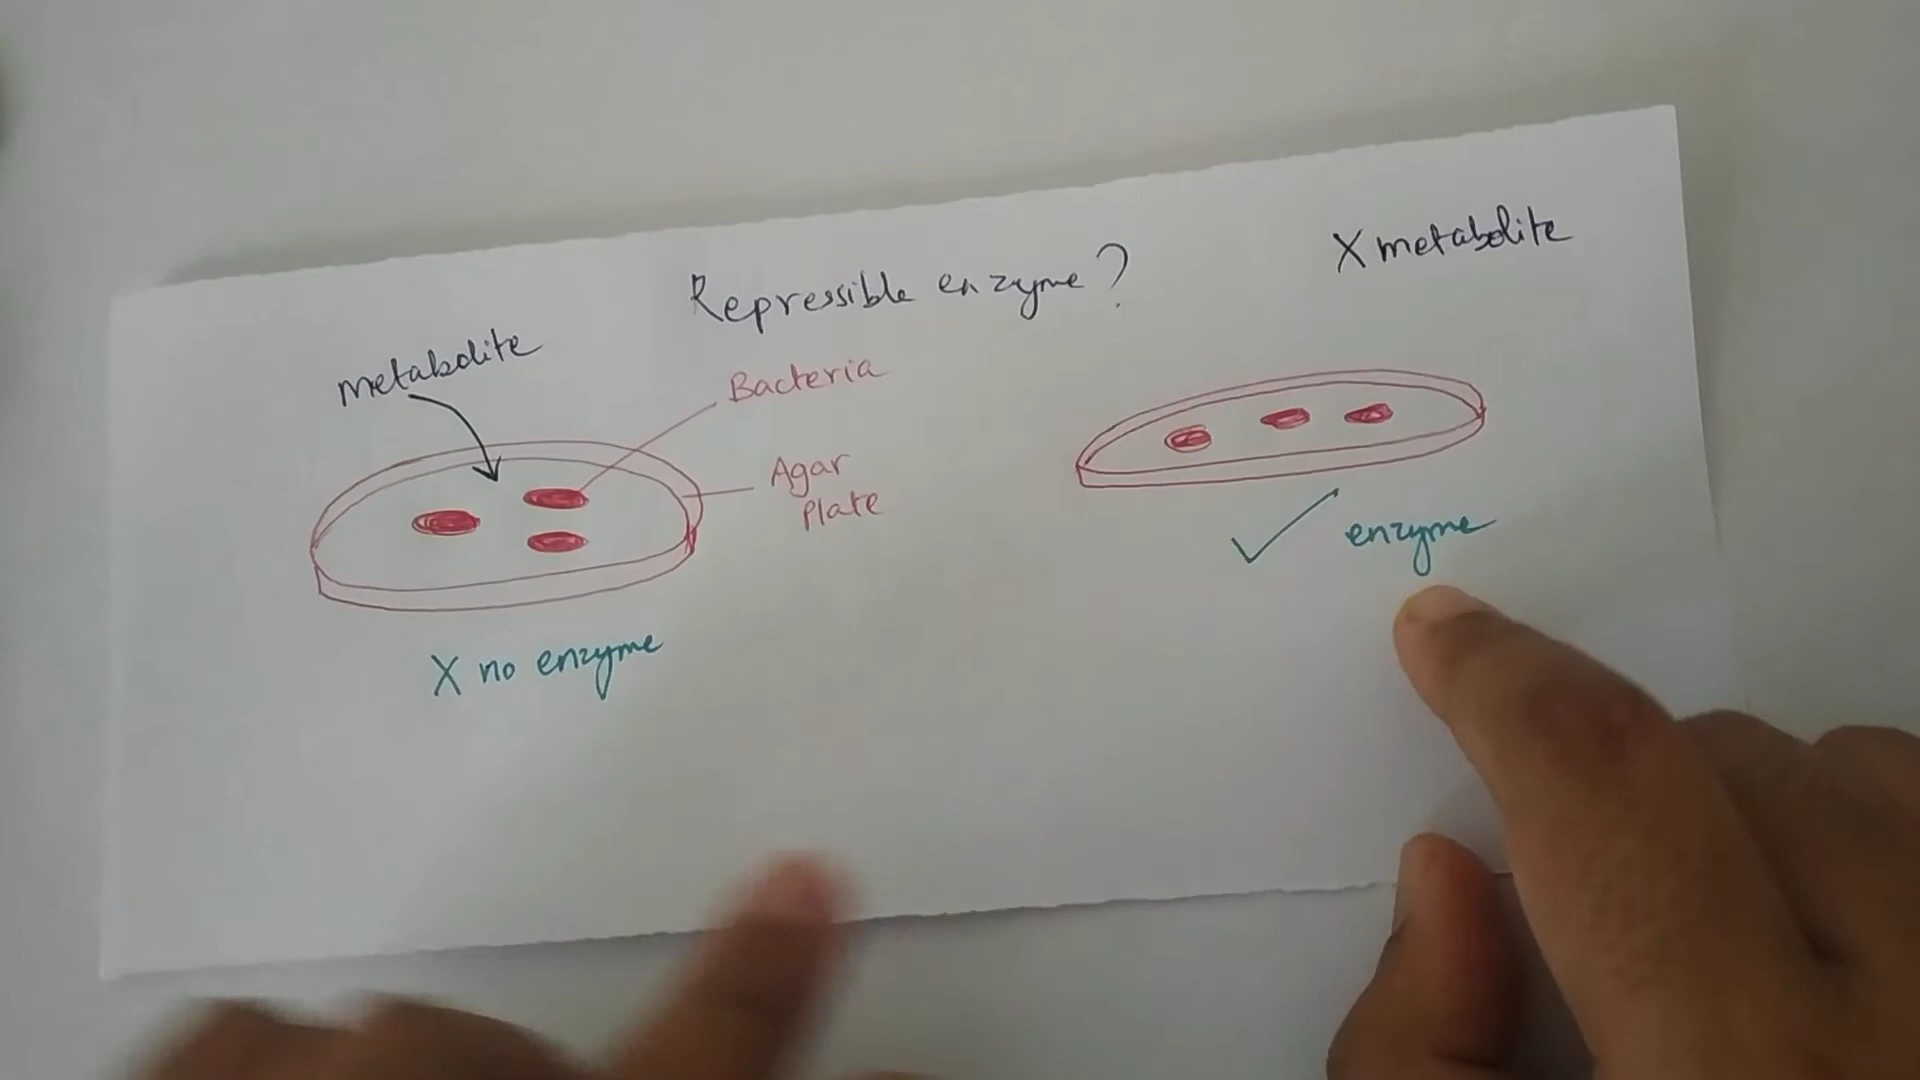 Repressible enzyme?
X metabolite
metabolite
Bacteria
Agar
Plate
X no enzyme
✓ enzyme